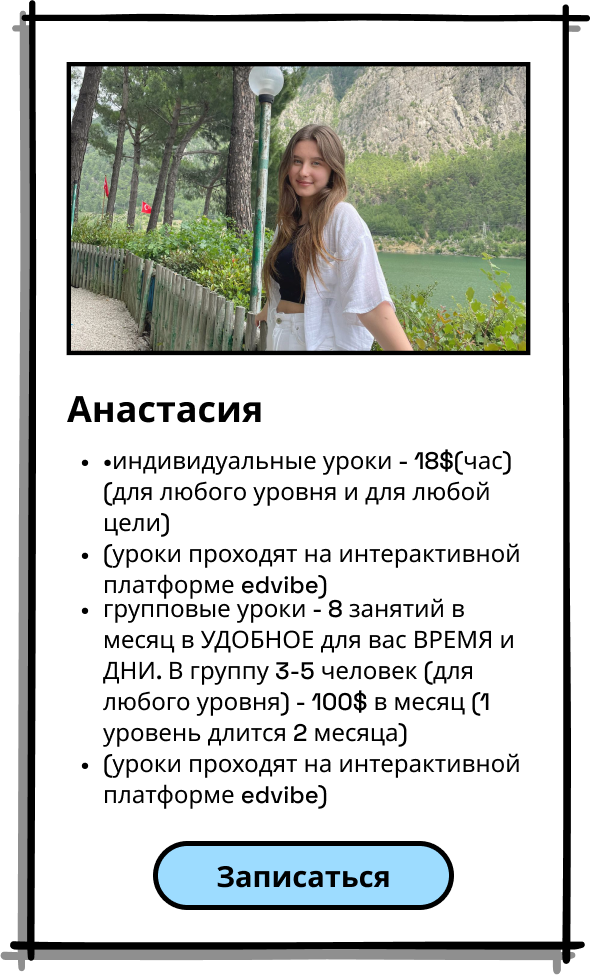 Анастасия
• •индивидуальные уроки - 18$(час)
(для любого уровня и для любой
цели)
• (уроки проходят на интерактивной
платформе edvibe)
• групповые уроки - 8 занятий в
месяц в УДОБНОЕ для вас ВРЕМЯ и
ДНИ. В группу 3-5 человек (для
любого уровня) - 100$ в месяц (1
уровень длится 2 месяца)
• (уроки проходят на интерактивной
платформе edvibe)
Записаться